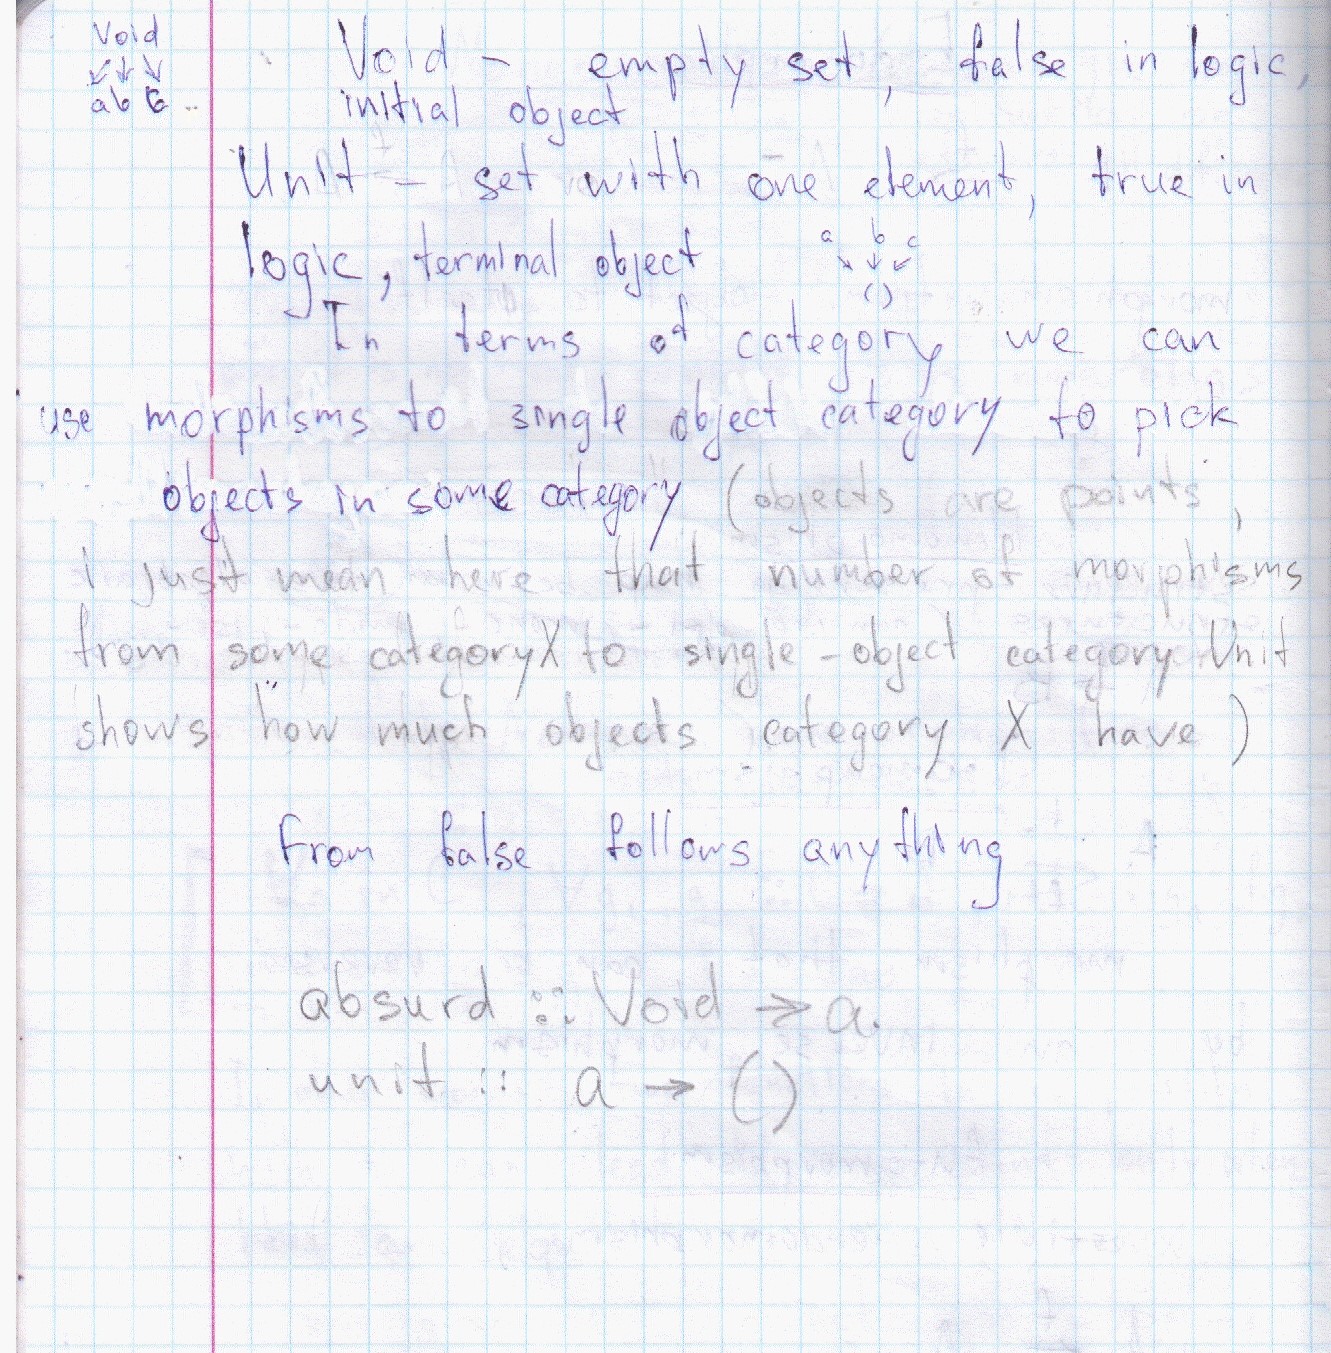 Void
a b c
Void - empty set, false in logic,
initial object
Unit - set with one element, true in
logic, terminal object
a b c
()
In terms of category we can
use morphisms to single object category to pick
objects in some category (objects are points,
i just mean here that number of morphisms
from some category X to single-object category Unit
shows how much objects category X have)
From false follows anything
absurd :: Void → a.
unit :: a → ()